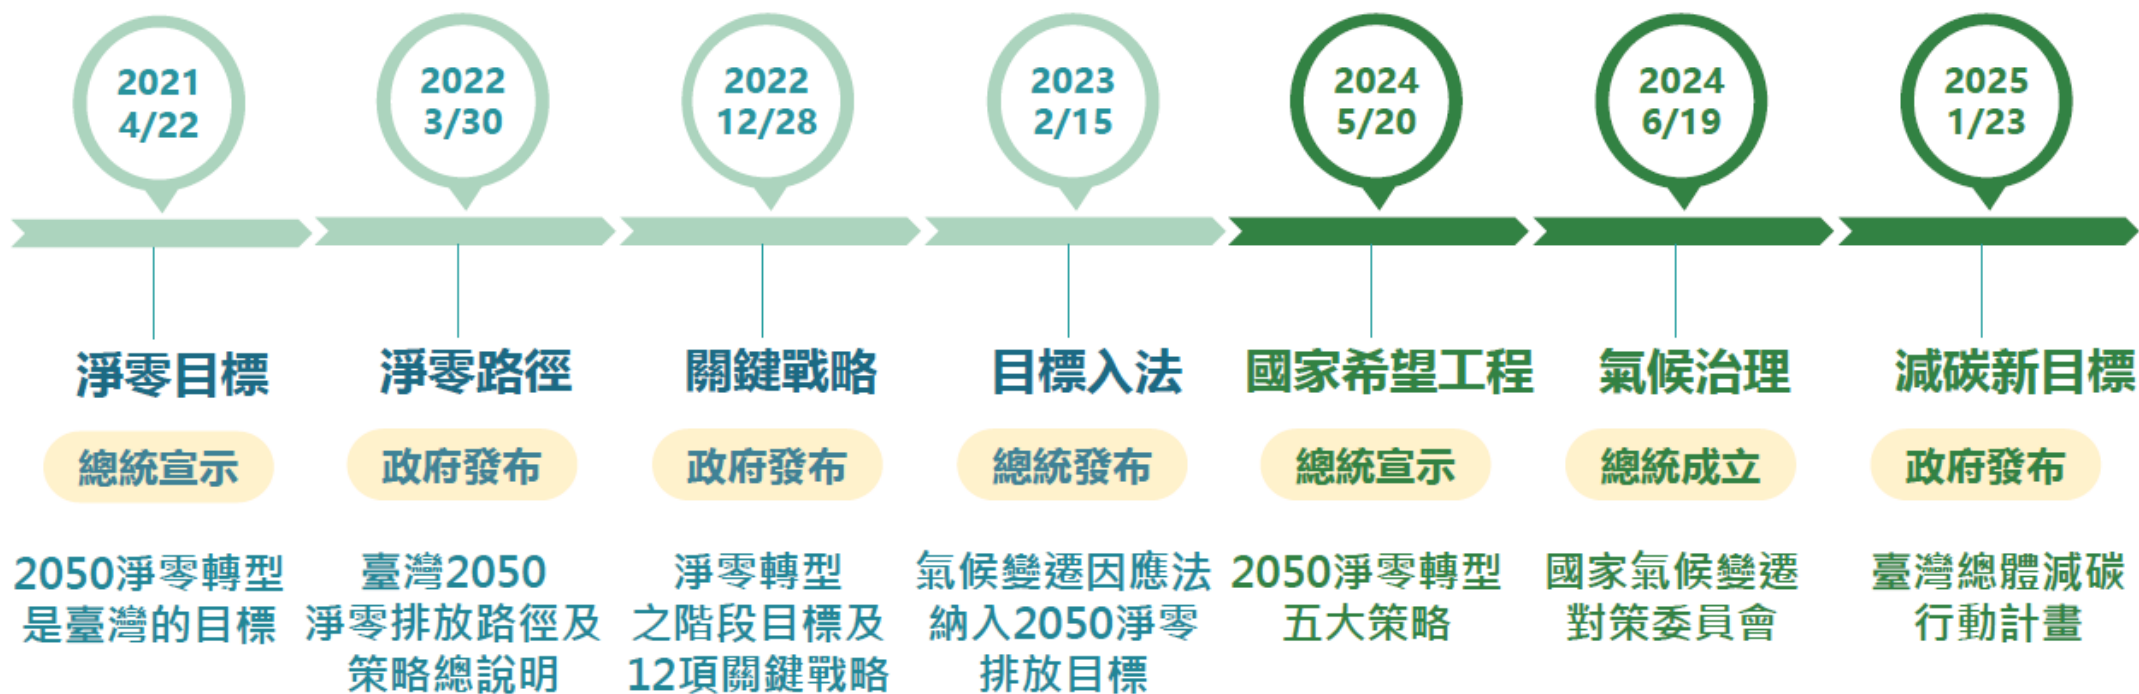 2021
4/22
淨零目標
總統宣示
2050淨零轉型
是臺灣的目標
2022
3/30
淨零路徑
政府發布
臺灣2050
淨零排放路徑及
策略總說明
2022
12/28
關鍵戰略
政府發布
淨零轉型
之階段目標及
12項關鍵戰略
2023
2/15
目標入法
總統發布
氣候變遷因應法
納入2050淨零
排放目標
2024
5/20
國家希望工程
總統宣示
2050淨零轉型
五大策略
2024
6/19
氣候治理
總統成立
國家氣候變遷
對策委員會
2025
1/23
減碳新目標
政府發布
臺灣總體減碳
行動計畫